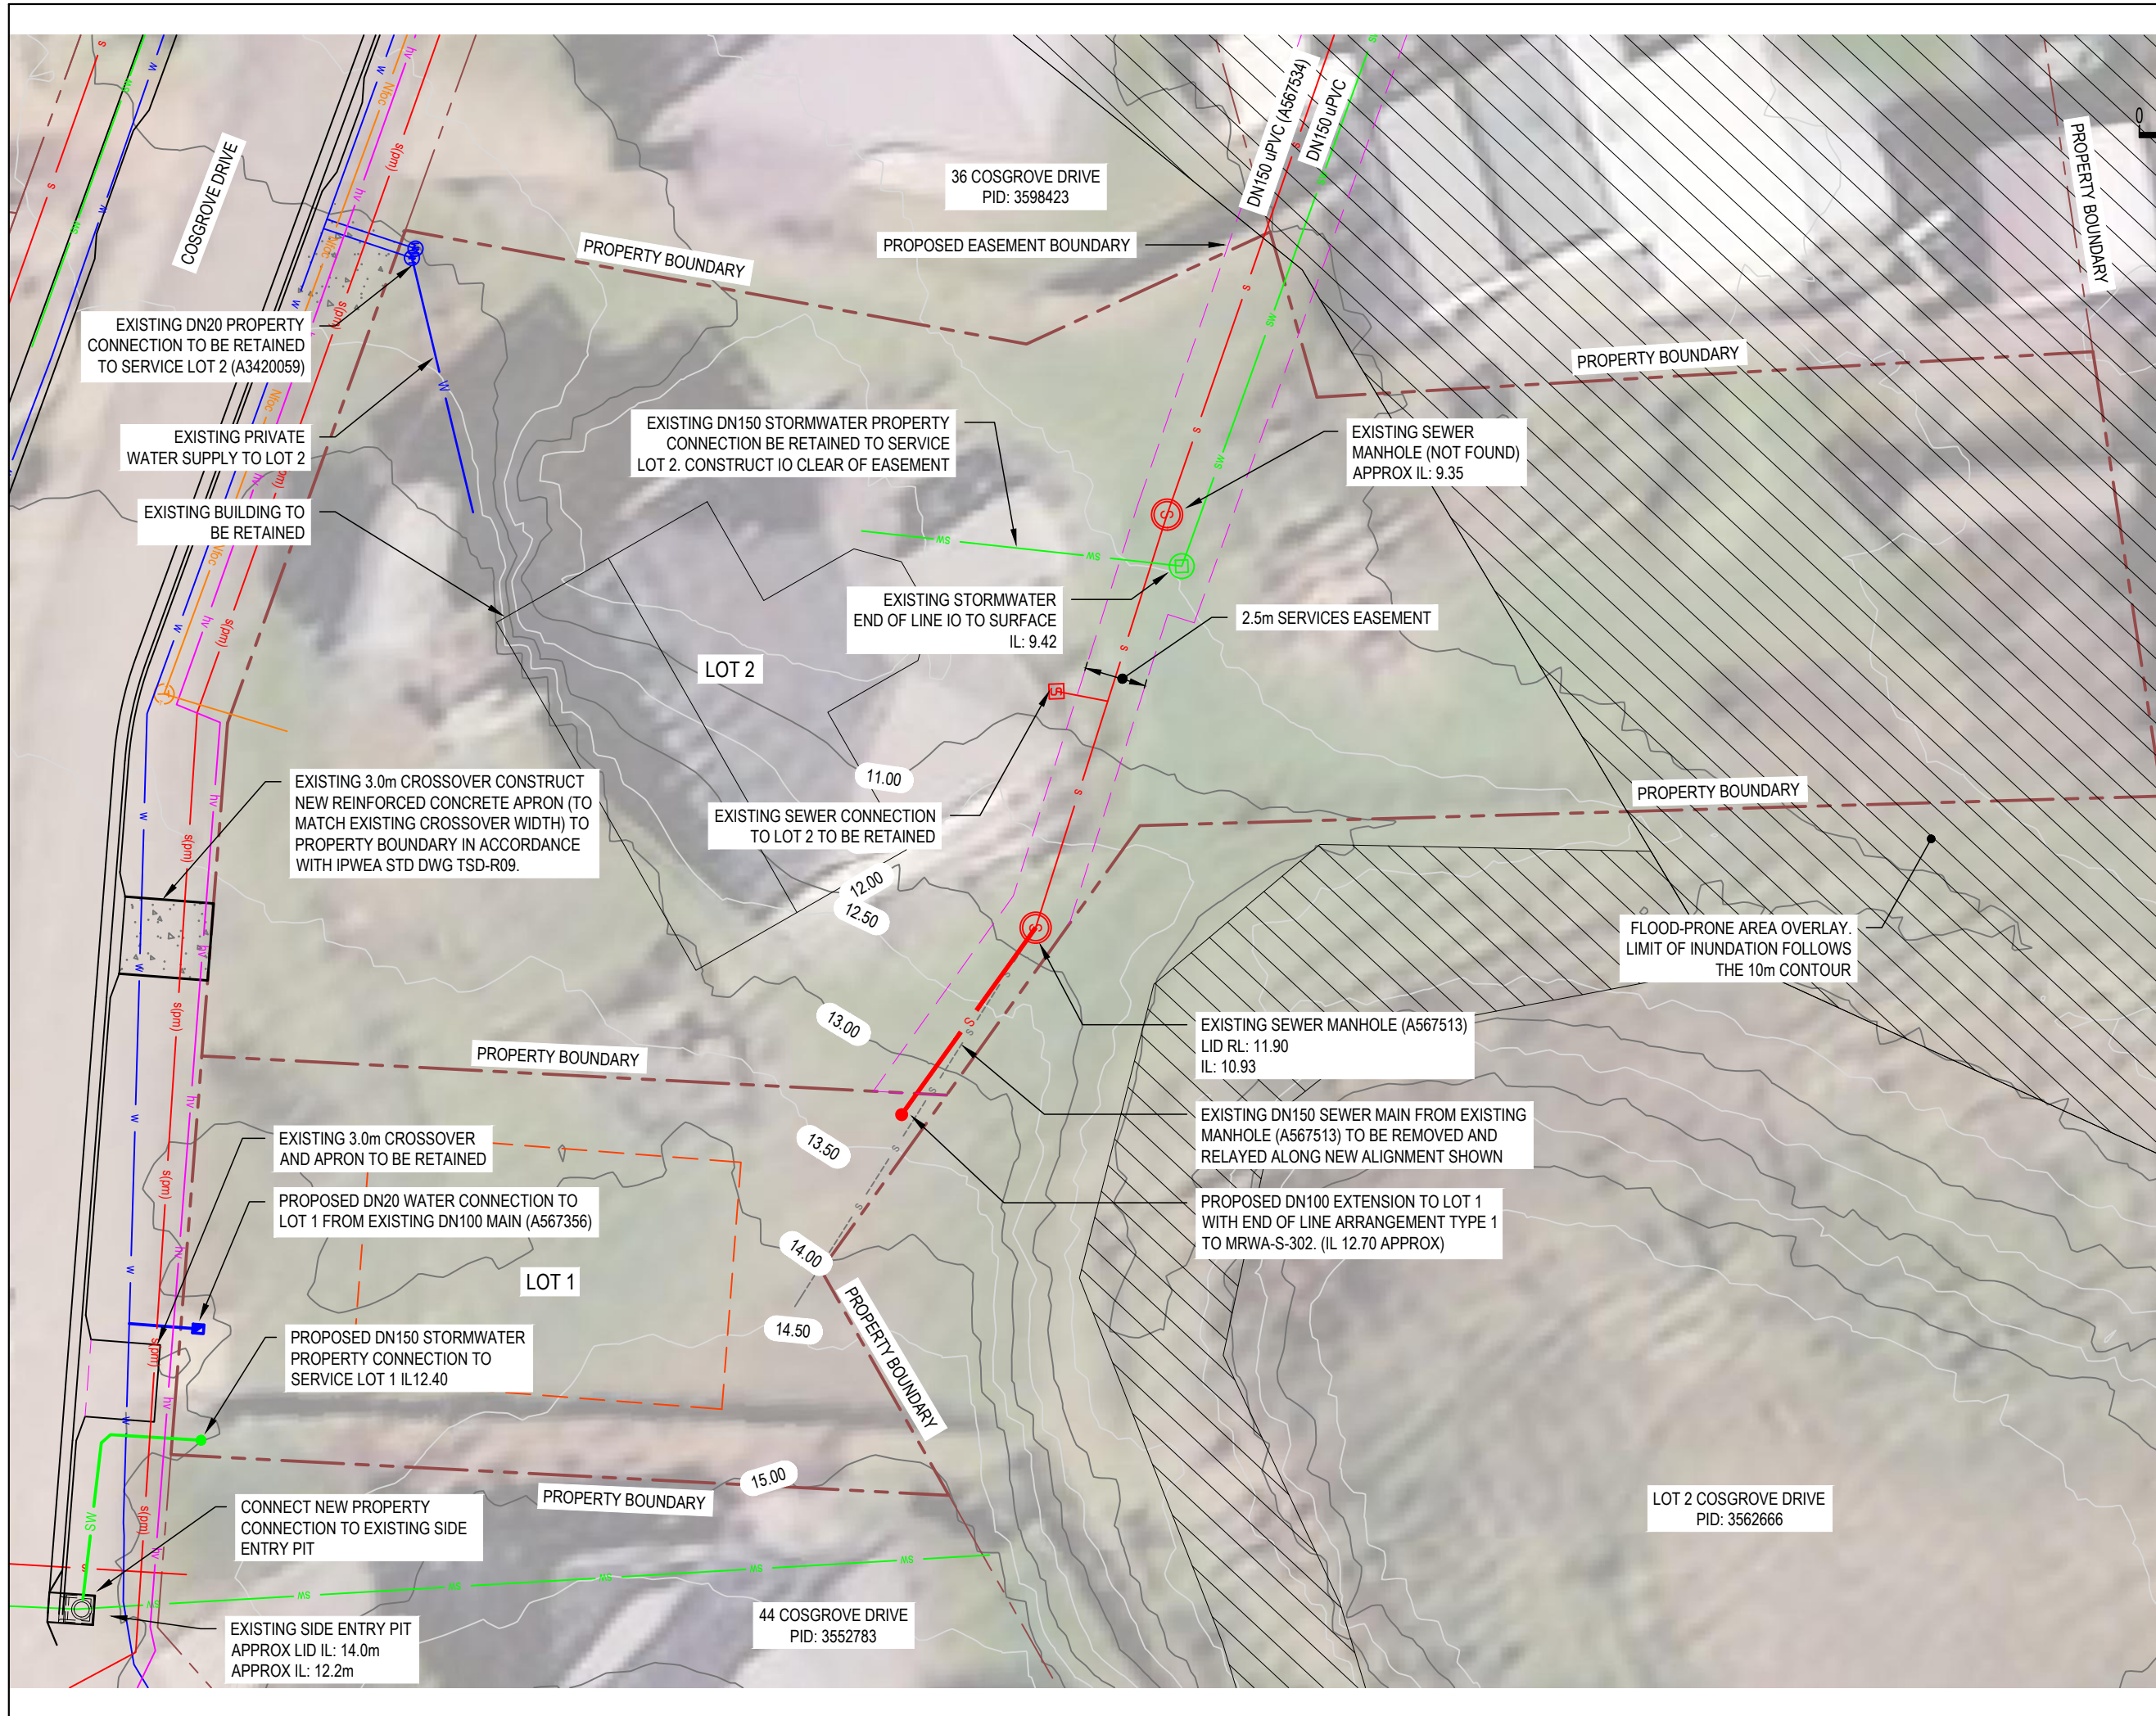 COSGROVE DRIVE
36 COSGROVE DRIVE
PID: 3598423
PROPOSED EASEMENT BOUNDARY
DN150 uPVC (A567534)
DN150 uPVC
PROPERTY BOUNDARY
PROPERTY BOUNDARY
PROPERTY BOUNDARY
0
EXISTING DN20 PROPERTY
CONNECTION TO BE RETAINED
TO SERVICE LOT 2 (A3420059)
EXISTING PRIVATE
WATER SUPPLY TO LOT 2
EXISTING BUILDING TO
BE RETAINED
EXISTING DN150 STORMWATER PROPERTY
CONNECTION BE RETAINED TO SERVICE
LOT 2. CONSTRUCT IO CLEAR OF EASEMENT
EXISTING SEWER
MANHOLE (NOT FOUND)
APPROX IL: 9.35
EXISTING STORMWATER
END OF LINE IO TO SURFACE
IL: 9.42
2.5m SERVICES EASEMENT
LOT 2
11.00
EXISTING 3.0m CROSSOVER CONSTRUCT
NEW REINFORCED CONCRETE APRON (TO
MATCH EXISTING CROSSOVER WIDTH) TO
PROPERTY BOUNDARY IN ACCORDANCE
WITH IPWEA STD DWG TSD-R09.
EXISTING SEWER CONNECTION
TO LOT 2 TO BE RETAINED
PROPERTY BOUNDARY
12.00
12.50
FLOOD-PRONE AREA OVERLAY.
LIMIT OF INUNDATION FOLLOWS
THE 10m CONTOUR
13.00
EXISTING SEWER MANHOLE (A567513)
LID RL: 11.90
IL: 10.93
PROPERTY BOUNDARY
13.50
EXISTING DN150 SEWER MAIN FROM EXISTING
MANHOLE (A567513) TO BE REMOVED AND
RELAYED ALONG NEW ALIGNMENT SHOWN
EXISTING 3.0m CROSSOVER
AND APRON TO BE RETAINED
PROPOSED DN20 WATER CONNECTION TO
LOT 1 FROM EXISTING DN100 MAIN (A567356)
PROPOSED DN100 EXTENSION TO LOT 1
WITH END OF LINE ARRANGEMENT TYPE 1
TO MRWA-S-302. (IL 12.70 APPROX)
14.00
LOT 1
14.50
PROPERTY BOUNDARY
PROPOSED DN150 STORMWATER
PROPERTY CONNECTION TO
SERVICE LOT 1 IL12.40
15.00
PROPERTY BOUNDARY
CONNECT NEW PROPERTY
CONNECTION TO EXISTING SIDE
ENTRY PIT
LOT 2 COSGROVE DRIVE
PID: 3562666
44 COSGROVE DRIVE
PID: 3552783
EXISTING SIDE ENTRY PIT
APPROX LID IL: 14.0m
APPROX IL: 12.2m